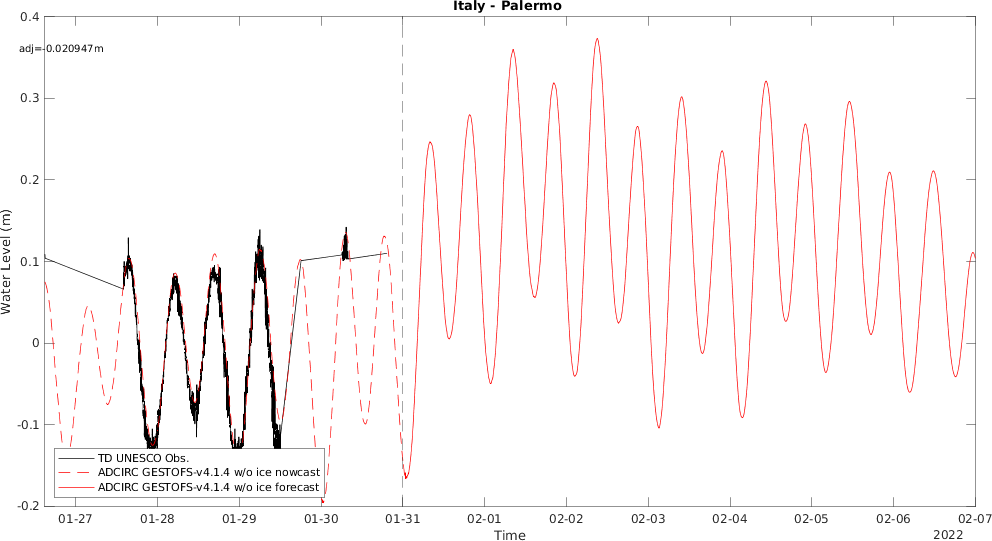 Italy - Palermo
adj=-0.020947m
0.4
0.3
0.2
0.1
0
-0.1
-0.2
Water Level (m)
TD UNESCO Obs.
ADCIRC GESTOFS-v4.1.4 w/o ice nowcast
ADCIRC GESTOFS-v4.1.4 w/o ice forecast
01-27 01-28 01-29 01-30 01-31 02-01 02-02 02-03 02-04 02-05 02-06 02-07
Time
2022